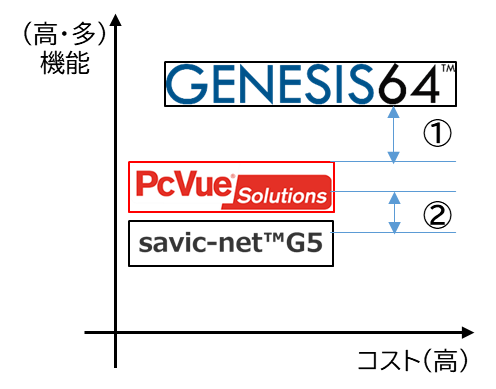 （高・多）
機能
GENESIS64™
①
PcVue® Solutions
②
savic-net™G5
コスト（高）